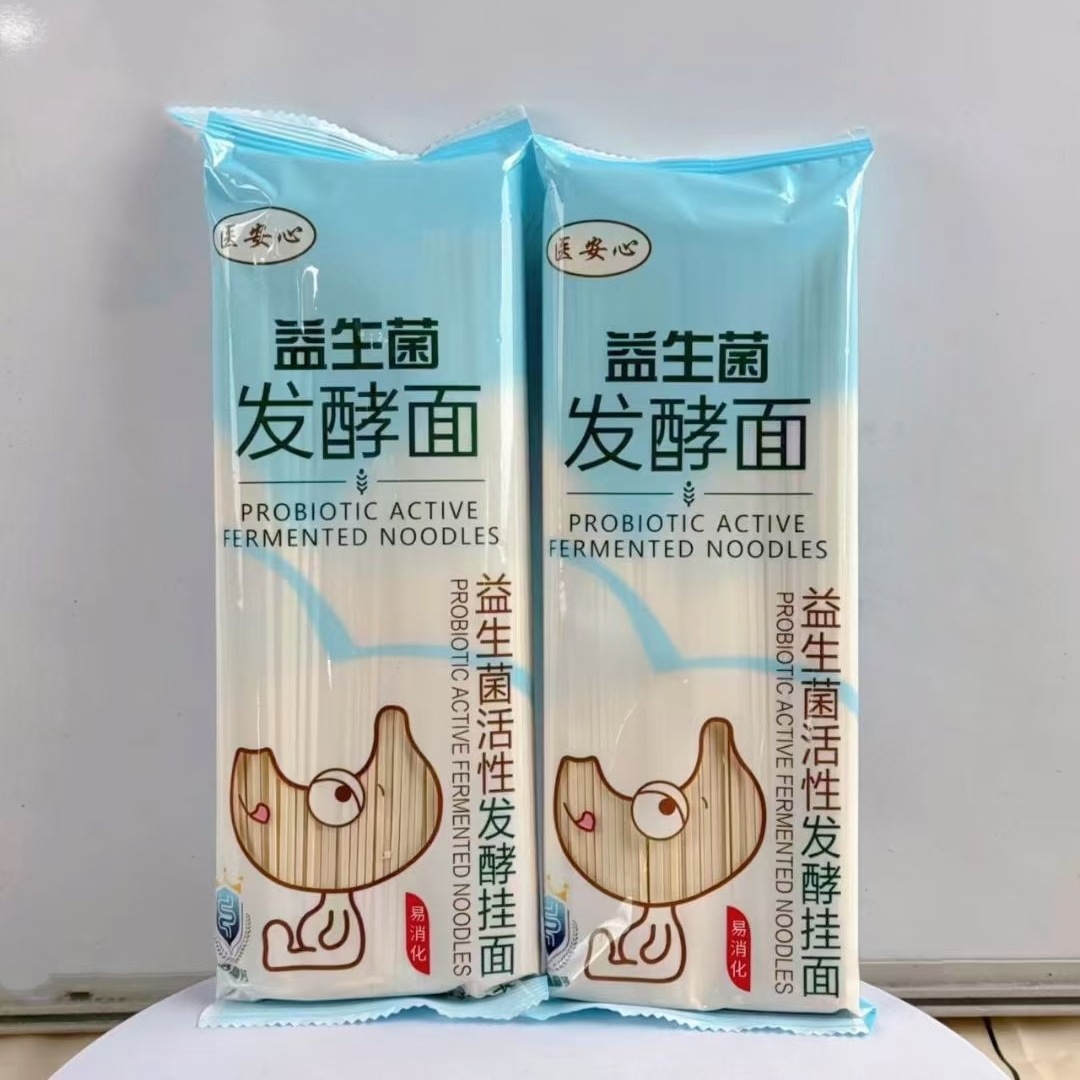 医安心
益生菌
发酵面
PROBIOTIC ACTIVE
FERMENTED NOODLES
益生菌活性发酵挂面
PROBIOTIC ACTIVE FERMENTED NOODLES
易消化
医安心
益生菌
发酵面
PROBIOTIC ACTIVE
FERMENTED NOODLES
益生菌活性发酵挂面
PROBIOTIC ACTIVE FERMENTED NOODLES
易消化